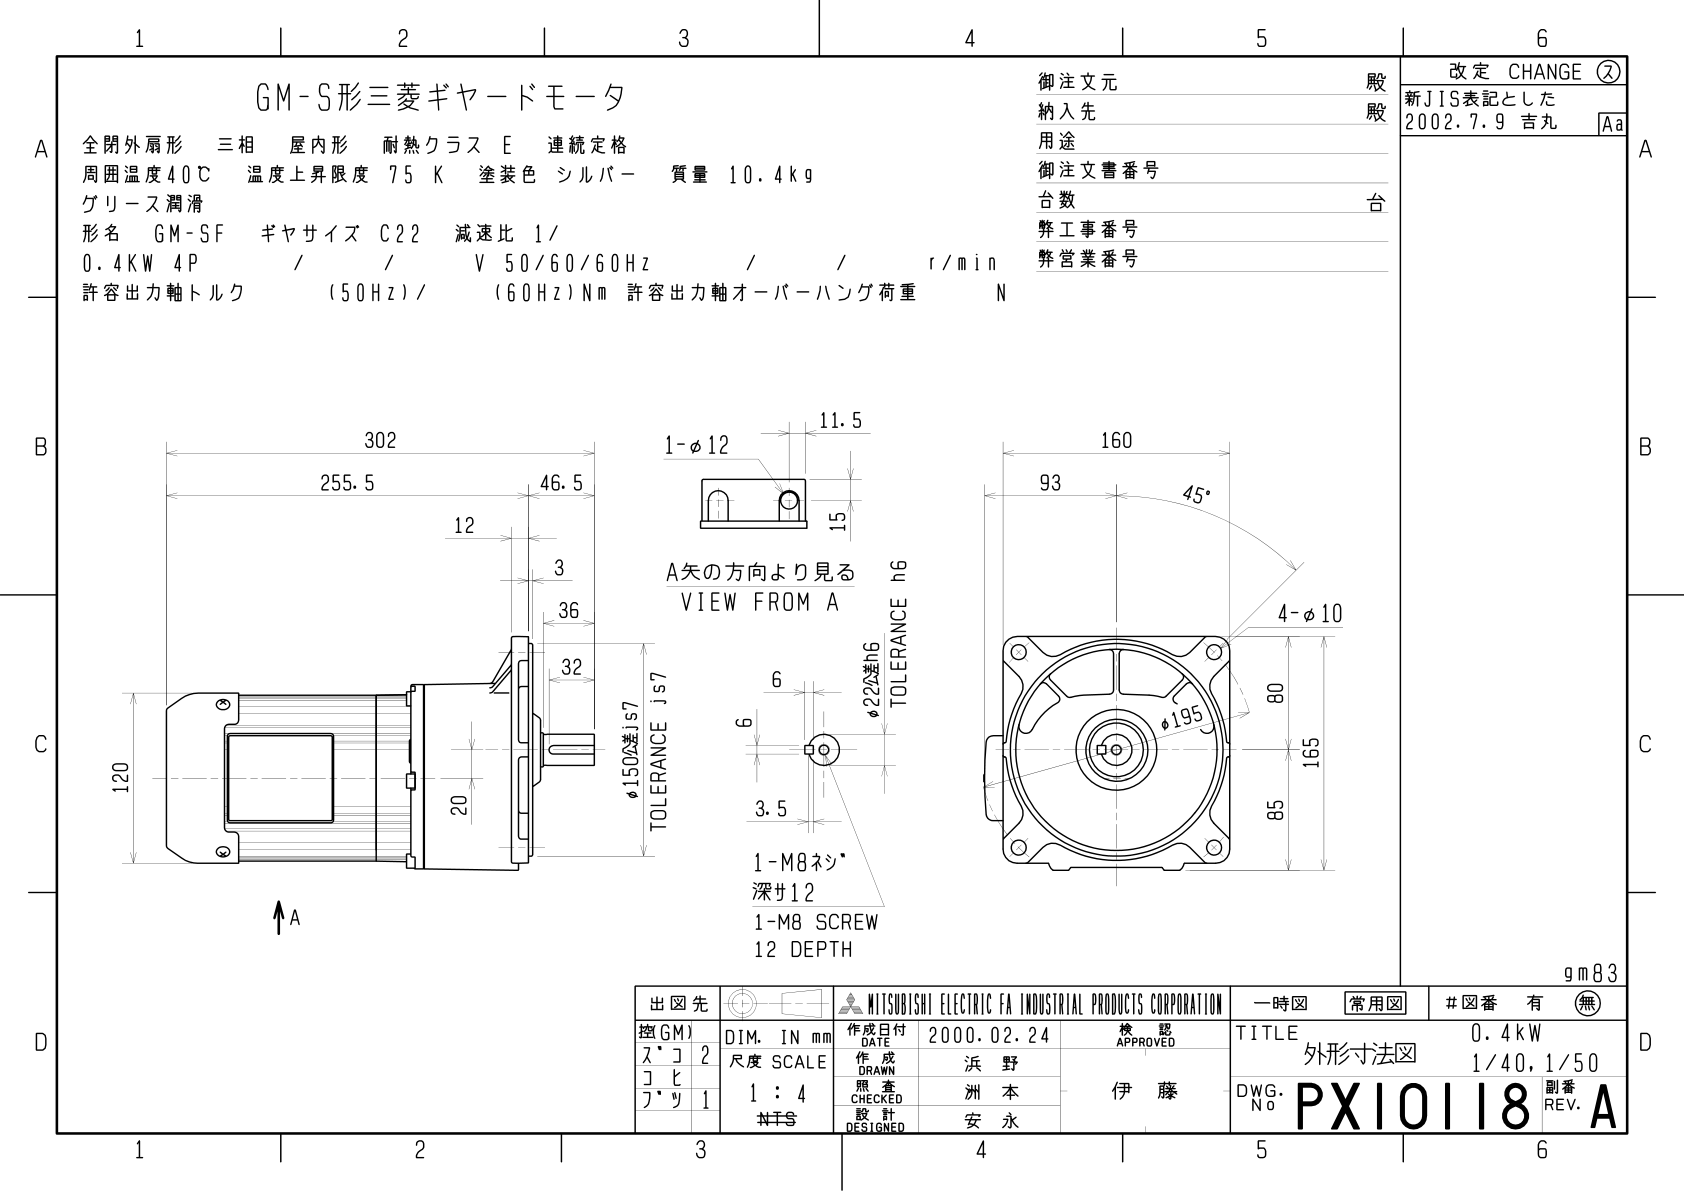 1 2 3 4 5 6
A A
B B
C C
D D
GM-S形三菱ギヤードモータ
全閉外扇形 三相 屋内形 耐熱クラス E 連続定格
周囲温度40℃ 温度上昇限度 75 K 塗装色 シルバー 質量 10.4kg
グリース潤滑
形名 GM-SF ギヤサイズ C22 減速比 1/
0.4KW 4P / / V 50/60/60Hz / / r/min
許容出力軸トルク (50Hz)/ (60Hz)Nm 許容出力軸オーバーハング荷重 N
御注文元 殿
納入先 殿
用途
御注文書番号
台数 台
弊工事番号
弊営業番号
改定 CHANGE ス
新JIS表記とした
2002.7.9 吉丸 Aa
302
255.5 46.5
12
3
36
32
120
20
φ150公差js7
TOLERANCE js7
A
1-φ12
11.5
15
A矢の方向より見る
VIEW FROM A
6
6
3.5
φ22公差h6
TOLERANCE h6
1-M8ネジ
深サ12
1-M8 SCREW
12 DEPTH
160
93
45°
4-φ10
φ195
80
165
85
gm83
出図先
控(GM)
ズコ 2
コヒ
ブツ 1
DIM. IN mm
尺度 SCALE
1 : 4
NTS
MITSUBISHI ELECTRIC FA INDUSTRIAL PRODUCTS CORPORATION
作成日付
DATE
2000.02.24
作成
DRAWN
浜野
照査
CHECKED
洲本
設計
DESIGNED
安永
検認
APPROVED
伊藤
一時図 常用図 #図番 有 無
TITLE
外形寸法図
0.4kW
1/40,1/50
DWG.
No
PX10118
副番
REV.
A
1 2 3 4 5 6